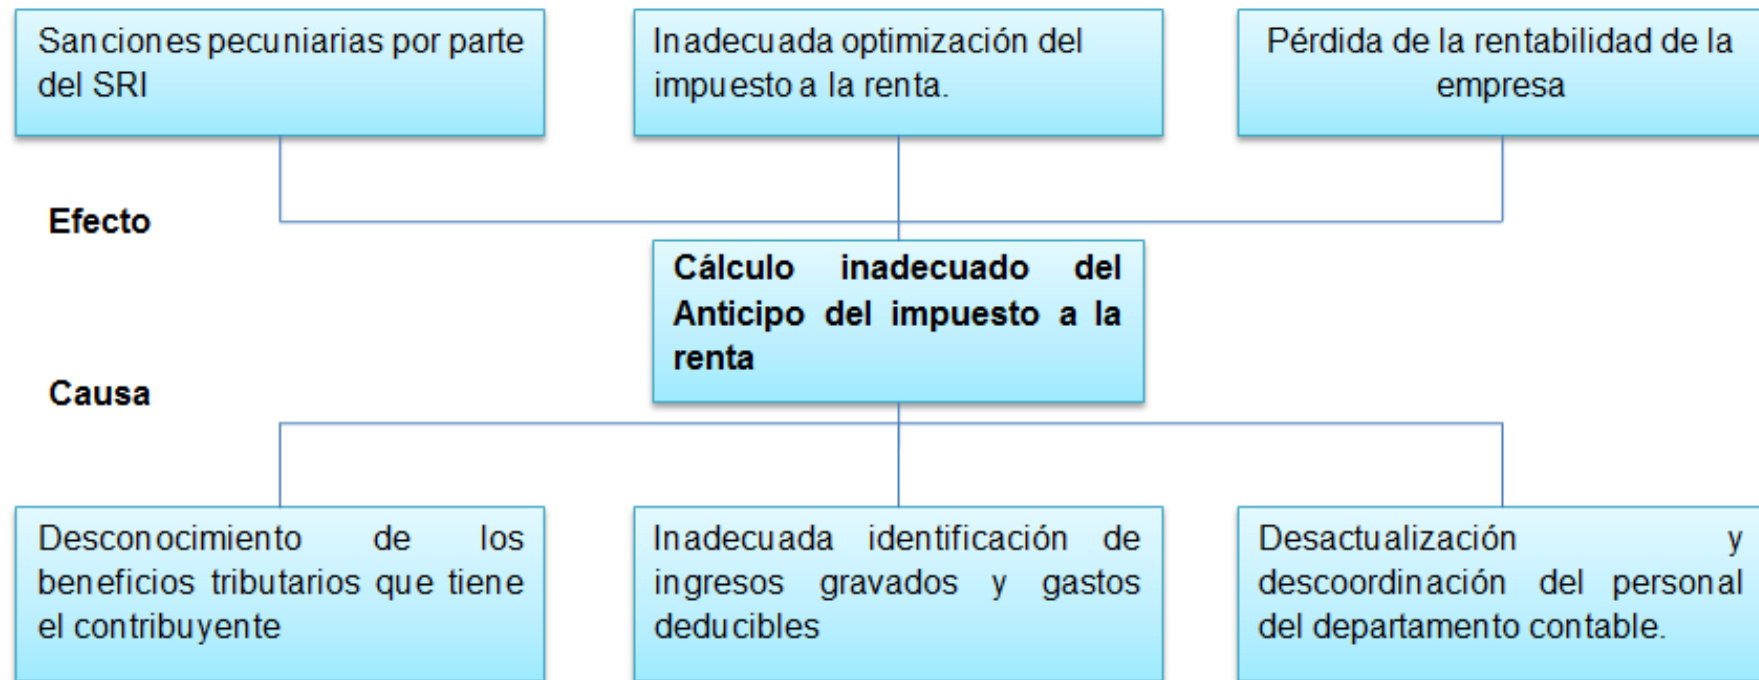 Sanciones pecuniarias por parte
del SRI
Inadecuada optimización del
impuesto a la renta.
Pérdida de la rentabilidad de la
empresa
Efecto
Cálculo inadecuado del
Anticipo del impuesto a la
renta
Causa
Desconocimiento de los
beneficios tributarios que tiene
el contribuyente
Inadecuada identificación de
ingresos gravados y gastos
deducibles
Desactualización y
descoordinación del personal
del departamento contable.